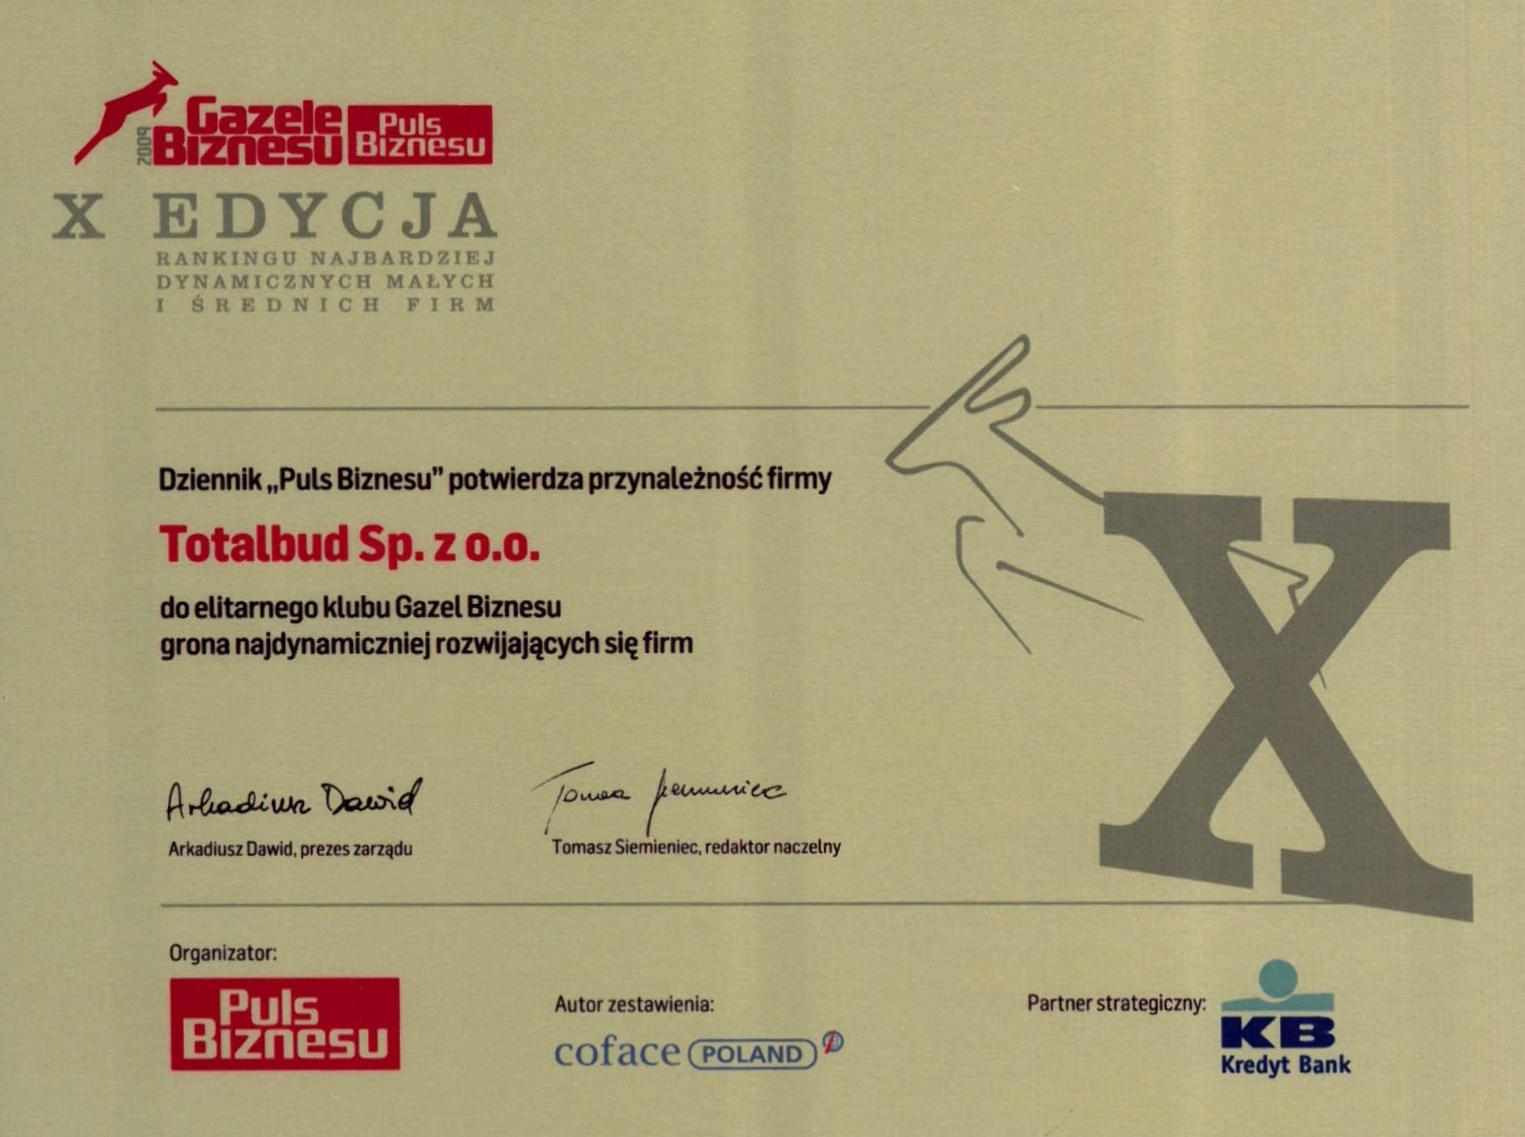 2009
Gazele
Biznesu
Puls
Biznesu
X EDYCJA
RANKINGU NAJBARDZIEJ
DYNAMICZNYCH MAŁYCH
I ŚREDNICH FIRM
Dziennik „Puls Biznesu” potwierdza przynależność firmy
Totalbud Sp. z o.o.
do elitarnego klubu Gazel Biznesu
grona najdynamiczniej rozwijających się firm
X
Arkadiusz Dawid
Arkadiusz Dawid, prezes zarządu
Tomasz Siemieniec, redaktor naczelny
Organizator:
Puls
Biznesu
Autor zestawienia:
coface POLAND
Partner strategiczny:
KB
Kredyt Bank